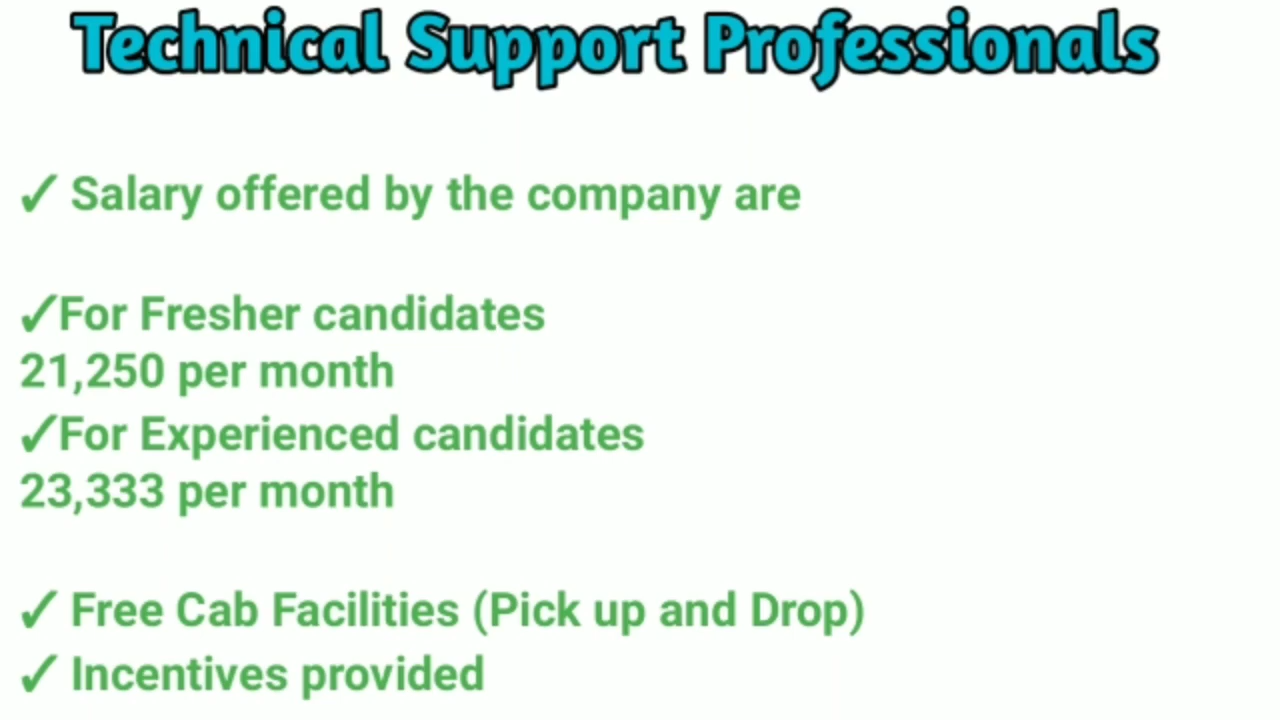 Technical Support Professionals
✓ Salary offered by the company are
✓For Fresher candidates
21,250 per month
✓For Experienced candidates
23,333 per month
✓ Free Cab Facilities (Pick up and Drop)
✓ Incentives provided